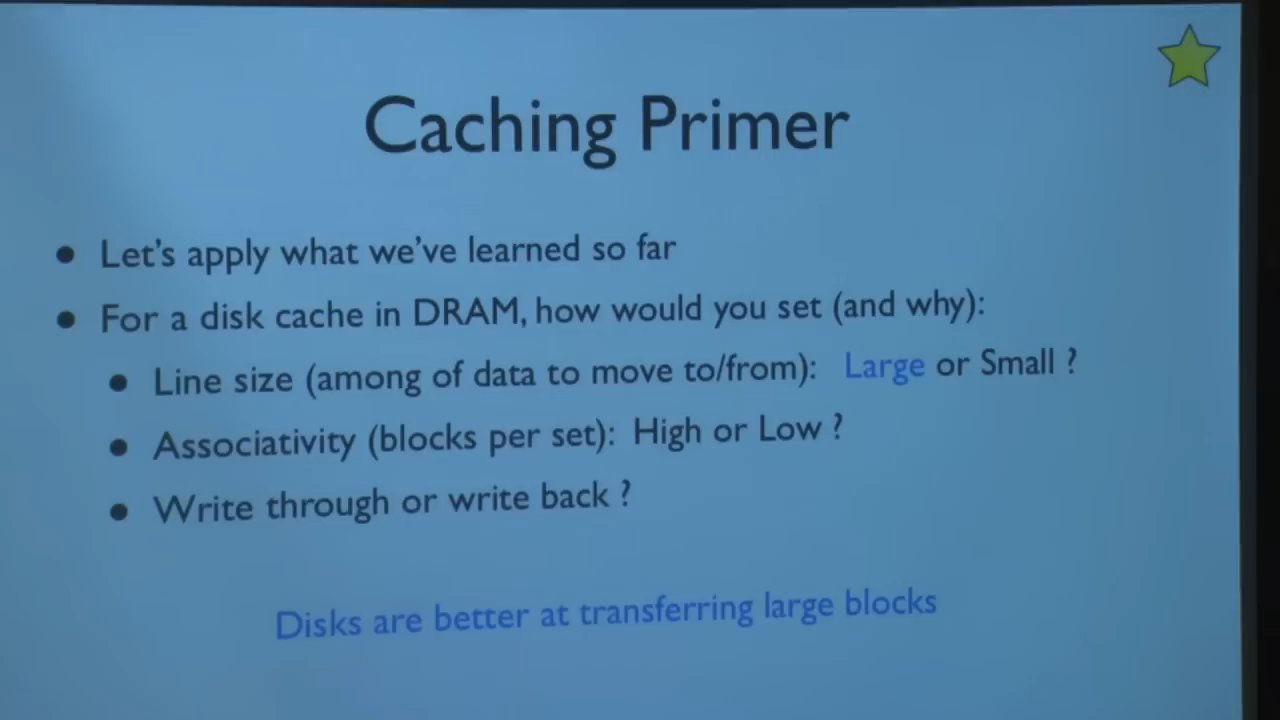 Caching Primer
● Let's apply what we've learned so far
● For a disk cache in DRAM, how would you set (and why):
● Line size (among of data to move to/from): Large or Small ?
● Associativity (blocks per set): High or Low ?
● Write through or write back ?
Disks are better at transferring large blocks